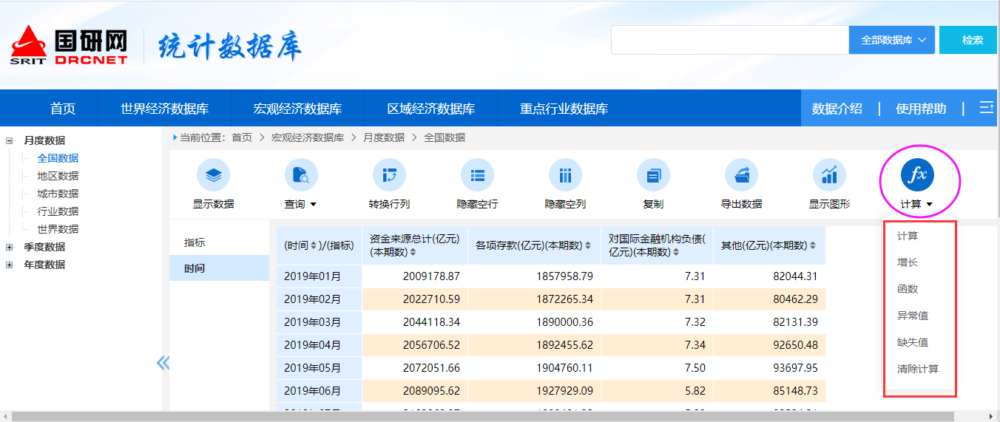 国研网
SRIT DRCNET
统计数据库
全部数据库
检索
首页 世界经济数据库 宏观经济数据库 区域经济数据库 重点行业数据库 数据介绍 | 使用帮助 |
月度数据
全国数据
地区数据
城市数据
行业数据
世界数据
季度数据
年度数据
当前位置：首页 > 宏观经济数据库 > 月度数据 > 全国数据
显示数据 查询 转换行列 隐藏空行 隐藏空列 复制 导出数据 显示图形 fx 计算
计算
增长
函数
异常值
缺失值
清除计算
指标
时间
(时间)/(指标) 资金来源总计(亿元)(本期数) 各项存款(亿元)(本期数) 对国际金融机构负债(亿元)(本期数) 其他(亿元)(本期数)
2019年01月 2009178.87 1857958.79 7.31 82044.31
2019年02月 2022710.59 1872265.34 7.31 80462.29
2019年03月 2044118.34 1890000.36 7.32 82131.39
2019年04月 2056706.52 1892455.62 7.34 92650.48
2019年05月 2072051.66 1904760.11 7.50 93697.95
2019年06月 2089095.62 1927929.09 5.82 85148.73